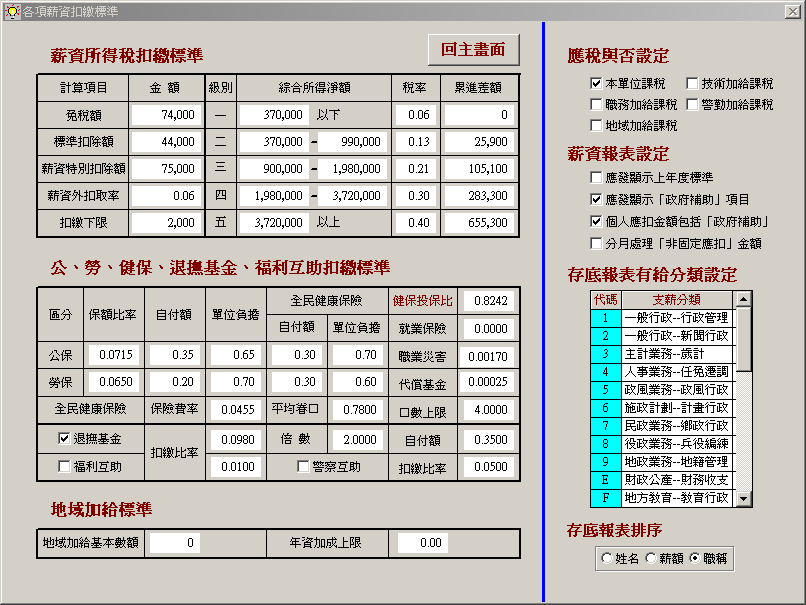 各項薪資扣繳標準
薪資所得稅扣繳標準
回主畫面
計算項目 金 額 級別 綜合所得淨額 稅率 累進差額
免稅額 74,000 一 370,000 以下 0.06 0
標準扣除額 44,000 二 370,000 - 990,000 0.13 25,900
薪資特別扣除額 75,000 三 900,000 - 1,980,000 0.21 105,100
薪資外扣取率 0.06 四 1,980,000 - 3,720,000 0.30 283,300
扣繳下限 2,000 五 3,720,000 以上 0.40 655,300
公、勞、健保、退撫基金、福利互助扣繳標準
區分 保額比率 自付額 單位負擔 全民健康保險 健保投保比 0.8242
自付額 單位負擔 就業保險 0.0000
公保 0.0715 0.35 0.65 0.30 0.70 職業災害 0.00170
勞保 0.0650 0.20 0.70 0.30 0.60 代償基金 0.00025
全民健康保險 保險費率 0.0455 平均眷口 0.7800 口數上限 4.0000
退撫基金 扣繳比率 0.0980 倍 數 2.0000 自付額 0.3500
福利互助 0.0100 警察互助 扣繳比率 0.0500
地域加給標準
地域加給基本數額 0 年資加成上限 0.00
應稅與否設定
本單位課稅 技術加給課稅
職務加給課稅 警勤加給課稅
地域加給課稅
薪資報表設定
應發顯示上年度標準
應發顯示「政府補助」項目
個人應扣金額包括「政府補助」
分月處理「非固定應扣」金額
存底報表有給分類設定
代碼 支薪分類
1 一般行政--行政管理
2 一般行政--新聞行政
3 主計業務--歲計
4 人事業務--任免遷調
5 政風業務--政風行政
6 施政計劃--計畫行政
7 民政業務--鄉政行政
8 役政業務--兵役編練
9 地政業務--地籍管理
E 財政公產--財務收支
F 地方教育--教育行政
存底報表排序
姓名 薪額 職稱